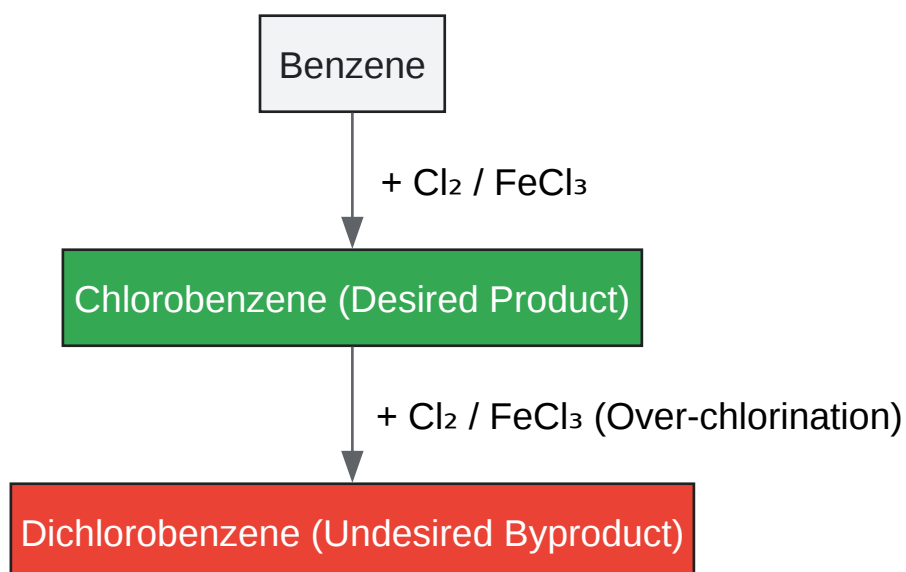 Benzene
+ Cl₂ / FeCl₃
Chlorobenzene (Desired Product)
+ Cl₂ / FeCl₃ (Over-chlorination)
Dichlorobenzene (Undesired Byproduct)